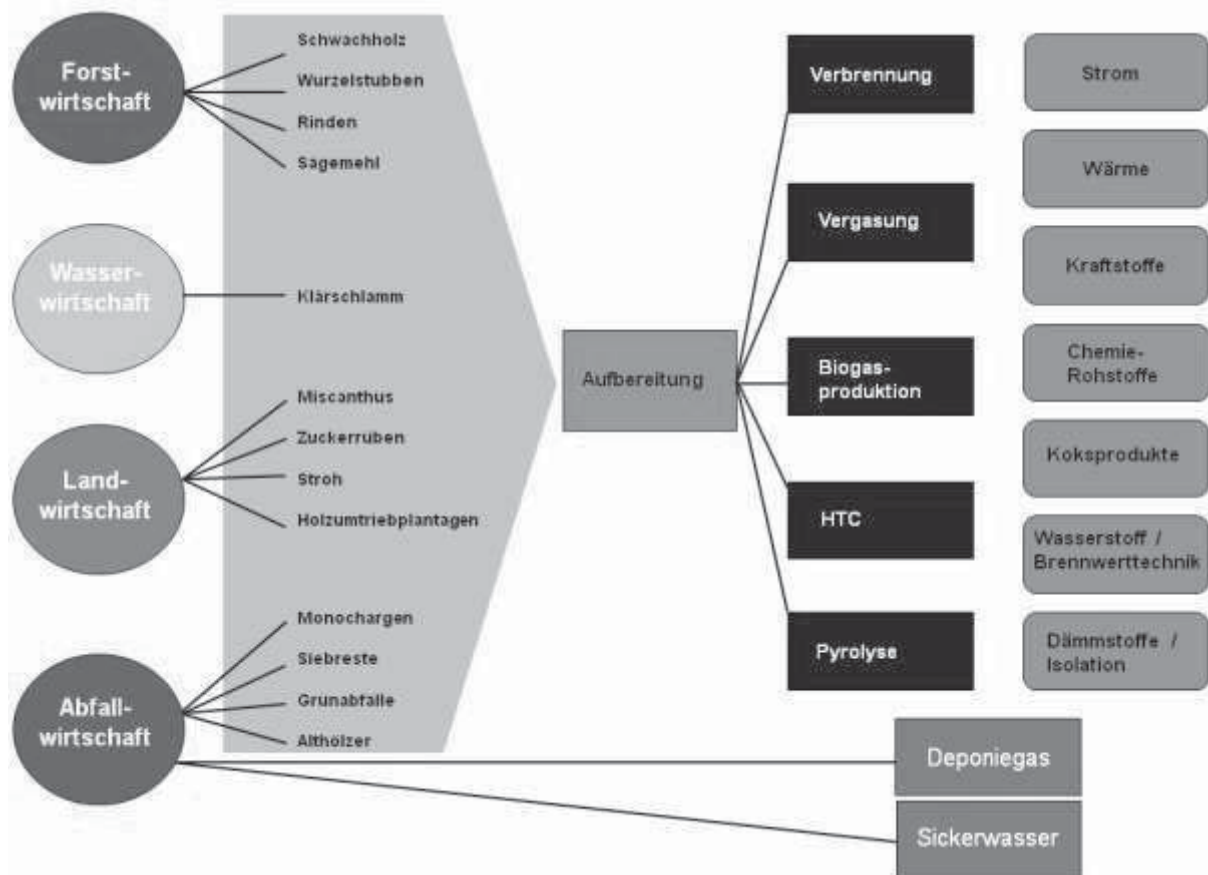 Forst-
wirtschaft
Schwachholz
Wurzelstubben
Rinden
Sägemehl
Wasser-
wirtschaft
Klärschlamm
Land-
wirtschaft
Miscanthus
Zuckerrüben
Stroh
Holzumtriebplantagen
Abfall-
wirtschaft
Monochargen
Siebreste
Grünabfälle
Althölzer
Aufbereitung
Verbrennung
Vergasung
Biogas-
produktion
HTC
Pyrolyse
Strom
Wärme
Kraftstoffe
Chemie-
Rohstoffe
Koksprodukte
Wasserstoff /
Brennwerttechnik
Dämmstoffe /
Isolation
Deponiegas
Sickerwasser